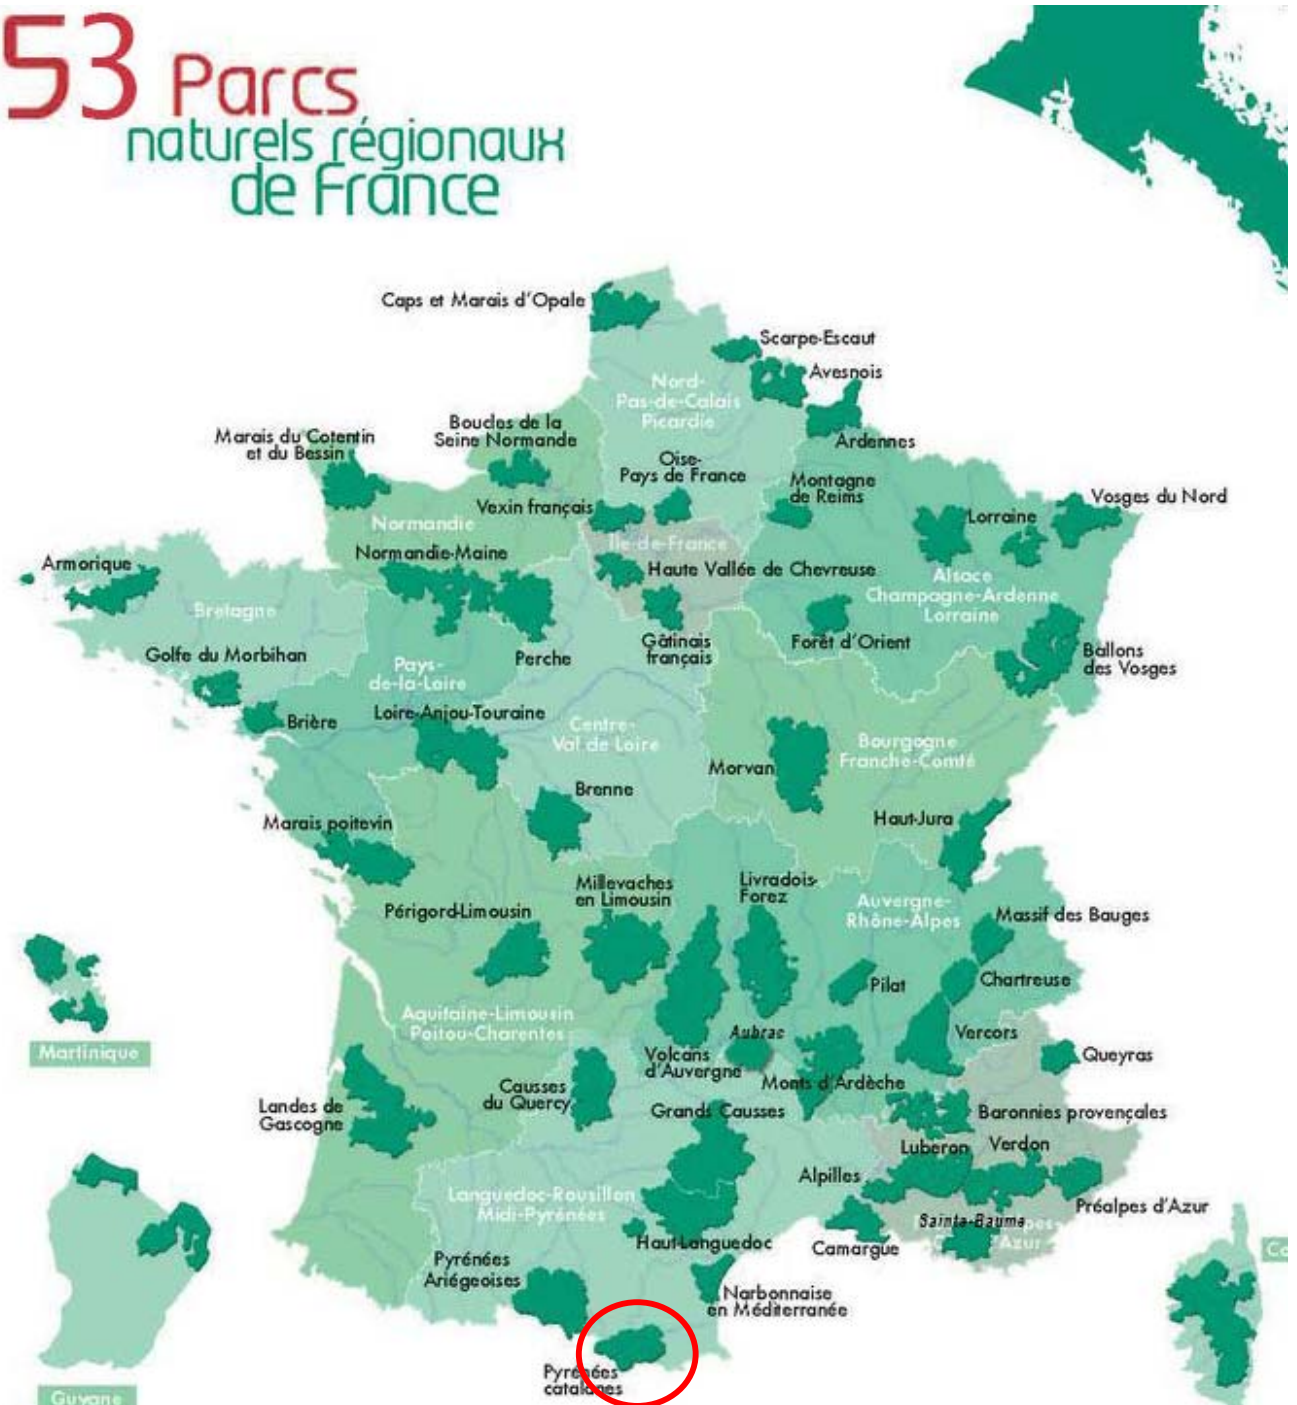 53 Parcs
naturels régionaux
de France
Caps et Marais d'Opale
Scarpe-Escaut
Avesnois
Nord-
Pas-de-Calais
Picardie
Ardennes
Boucles de la
Seine Normande
Marais du Cotentin
et du Bessin
Oise-
Pays de France
Montagne
de Reims
Vosges du Nord
Vexin français
Lorraine
Normandie
Île-de-France
Normandie-Maine
Armorique
Haute Vallée de Chevreuse
Alsace
Champagne-Ardenne
Lorraine
Bretagne
Golfe du Morbihan
Perche
Gâtinais
français
Forêt d'Orient
Ballons
des Vosges
Pays-
de-la-Loire
Brière
Loire-Anjou-Touraine
Centre-
Val de Loire
Bourgogne
Franche-Comté
Morvan
Brenne
Marais poitevin
Haut-Jura
Millevaches
en Limousin
Livradois-
Forez
Auvergne-
Rhône-Alpes
Périgord-Limousin
Massif des Bauges
Pilat
Chartreuse
Aquitaine-Limousin
Poitou-Charentes
Martinique
Volcans
d'Auvergne
Aubrac
Vercors
Queyras
Monts d'Ardèche
Causses
du Quercy
Landes de
Gascogne
Grands Causses
Baronnies provençales
Luberon
Verdon
Alpilles
Languedoc-Rousillon
Midi-Pyrénées
Préalpes d'Azur
Sainte-Baume
pes-
d'Azur
Haut-Languedoc
Camargue
Co
Pyrénées
Ariégeoises
Narbonnaise
en Méditerranée
Pyrénées
catalanes
Guyane